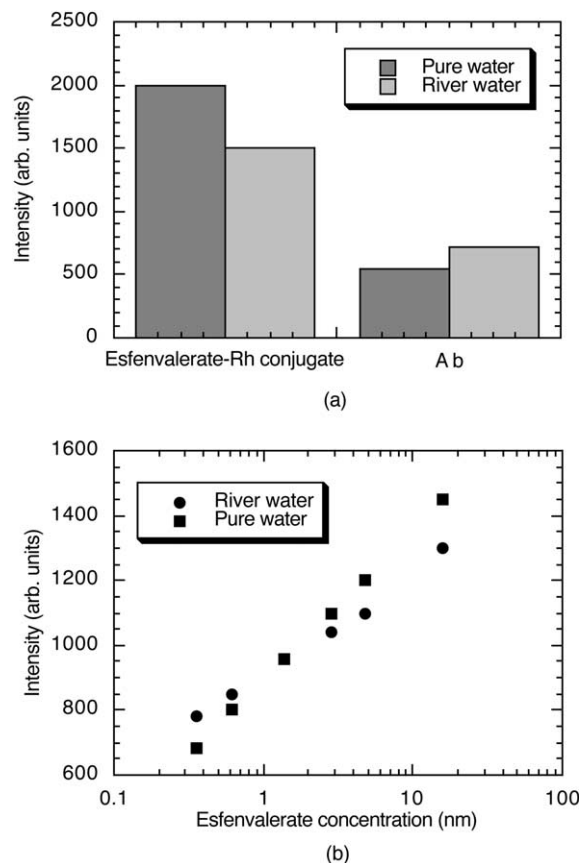 2500
2000
1500
1000
500
0
Intensity (arb. units)
Pure water
River water
Esfenvalerate-Rh conjugate
A b
(a)
1600
1400
1200
1000
800
600
Intensity (arb. units)
River water
Pure water
0.1 1 10 100
Esfenvalerate concentration (nm)
(b)